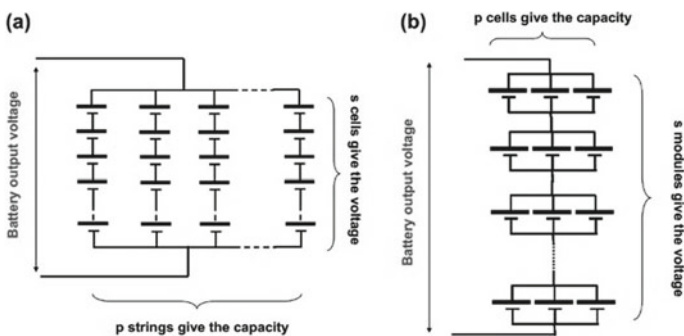 (a)
Battery output voltage
s cells give the voltage
p strings give the capacity
(b)
p cells give the capacity
Battery output voltage
s modules give the voltage